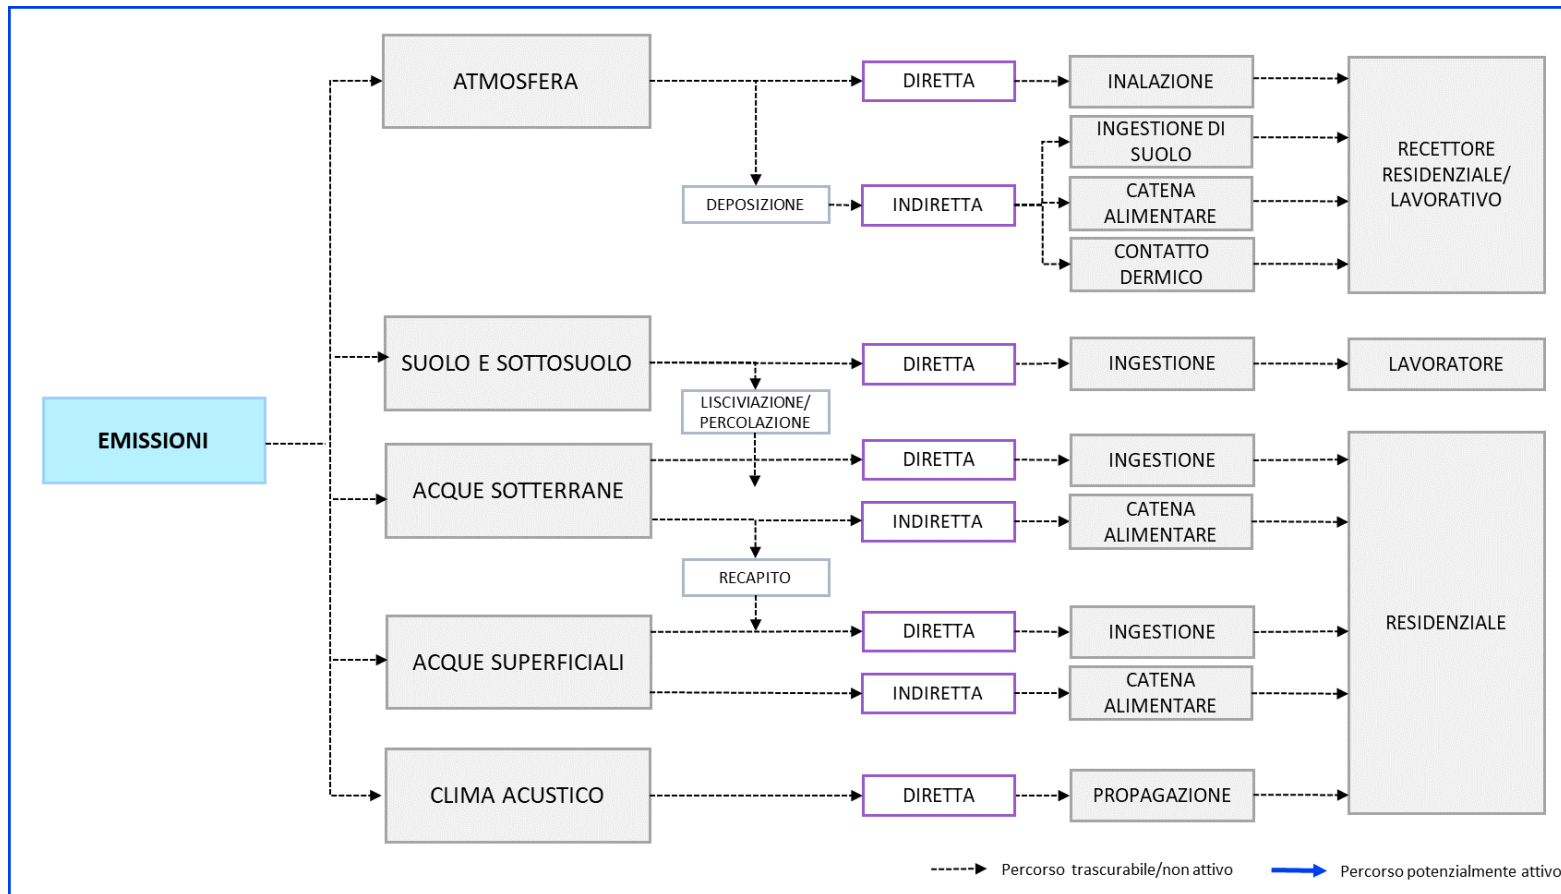 ATMOSFERA
DIRETTA
INALAZIONE
INGESTIONE DI
SUOLO
DEPOSIZIONE
INDIRETTA
CATENA
ALIMENTARE
CONTATTO
DERMICO
RECETTORE
RESIDENZIALE/
LAVORATIVO
SUOLO E SOTTOSUOLO
DIRETTA
INGESTIONE
LAVORATORE
LISCIVIAZIONE/
PERCOLAZIONE
EMISSIONI
ACQUE SOTTERRANE
DIRETTA
INGESTIONE
INDIRETTA
CATENA
ALIMENTARE
RECAPITO
ACQUE SUPERFICIALI
DIRETTA
INGESTIONE
RESIDENZIALE
INDIRETTA
CATENA
ALIMENTARE
CLIMA ACUSTICO
DIRETTA
PROPAGAZIONE
Percorso trascurabile/non attivo
Percorso potenzialmente attivo